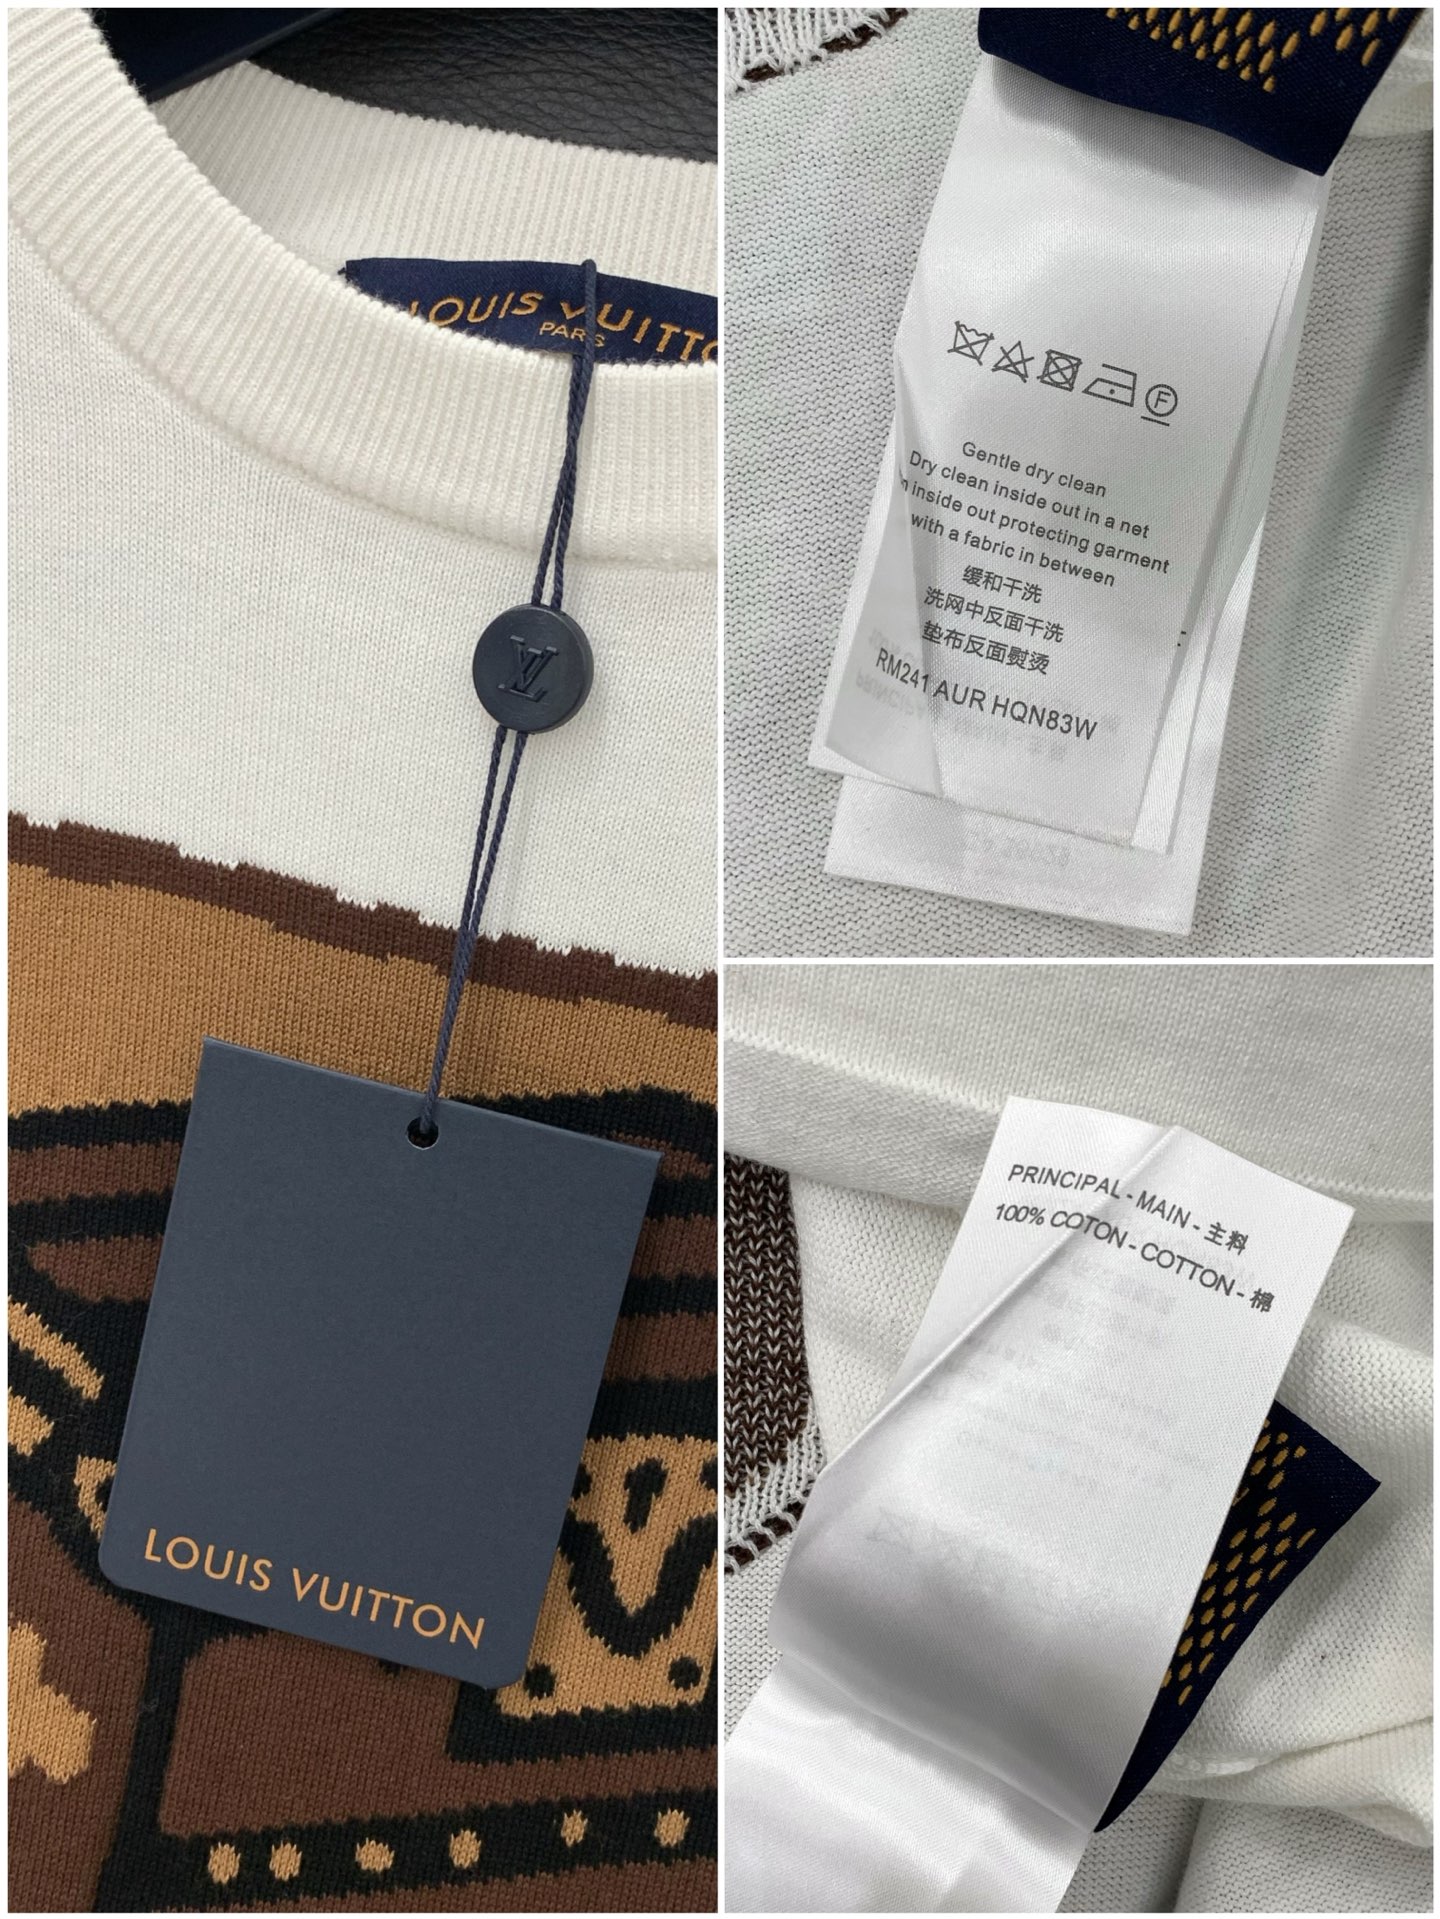 LOUIS VUITTO
PARIS
LV
LOUIS VUITTON
F
Gentle dry clean
Dry clean inside out in a net
n inside out protecting garment
with a fabric in between
缓和干洗
洗网中反面干洗
垫布反面熨烫
RM241 AUR HQN83W
PRINCIPAL - MAIN - 主料
100% COTON - COTTON - 棉